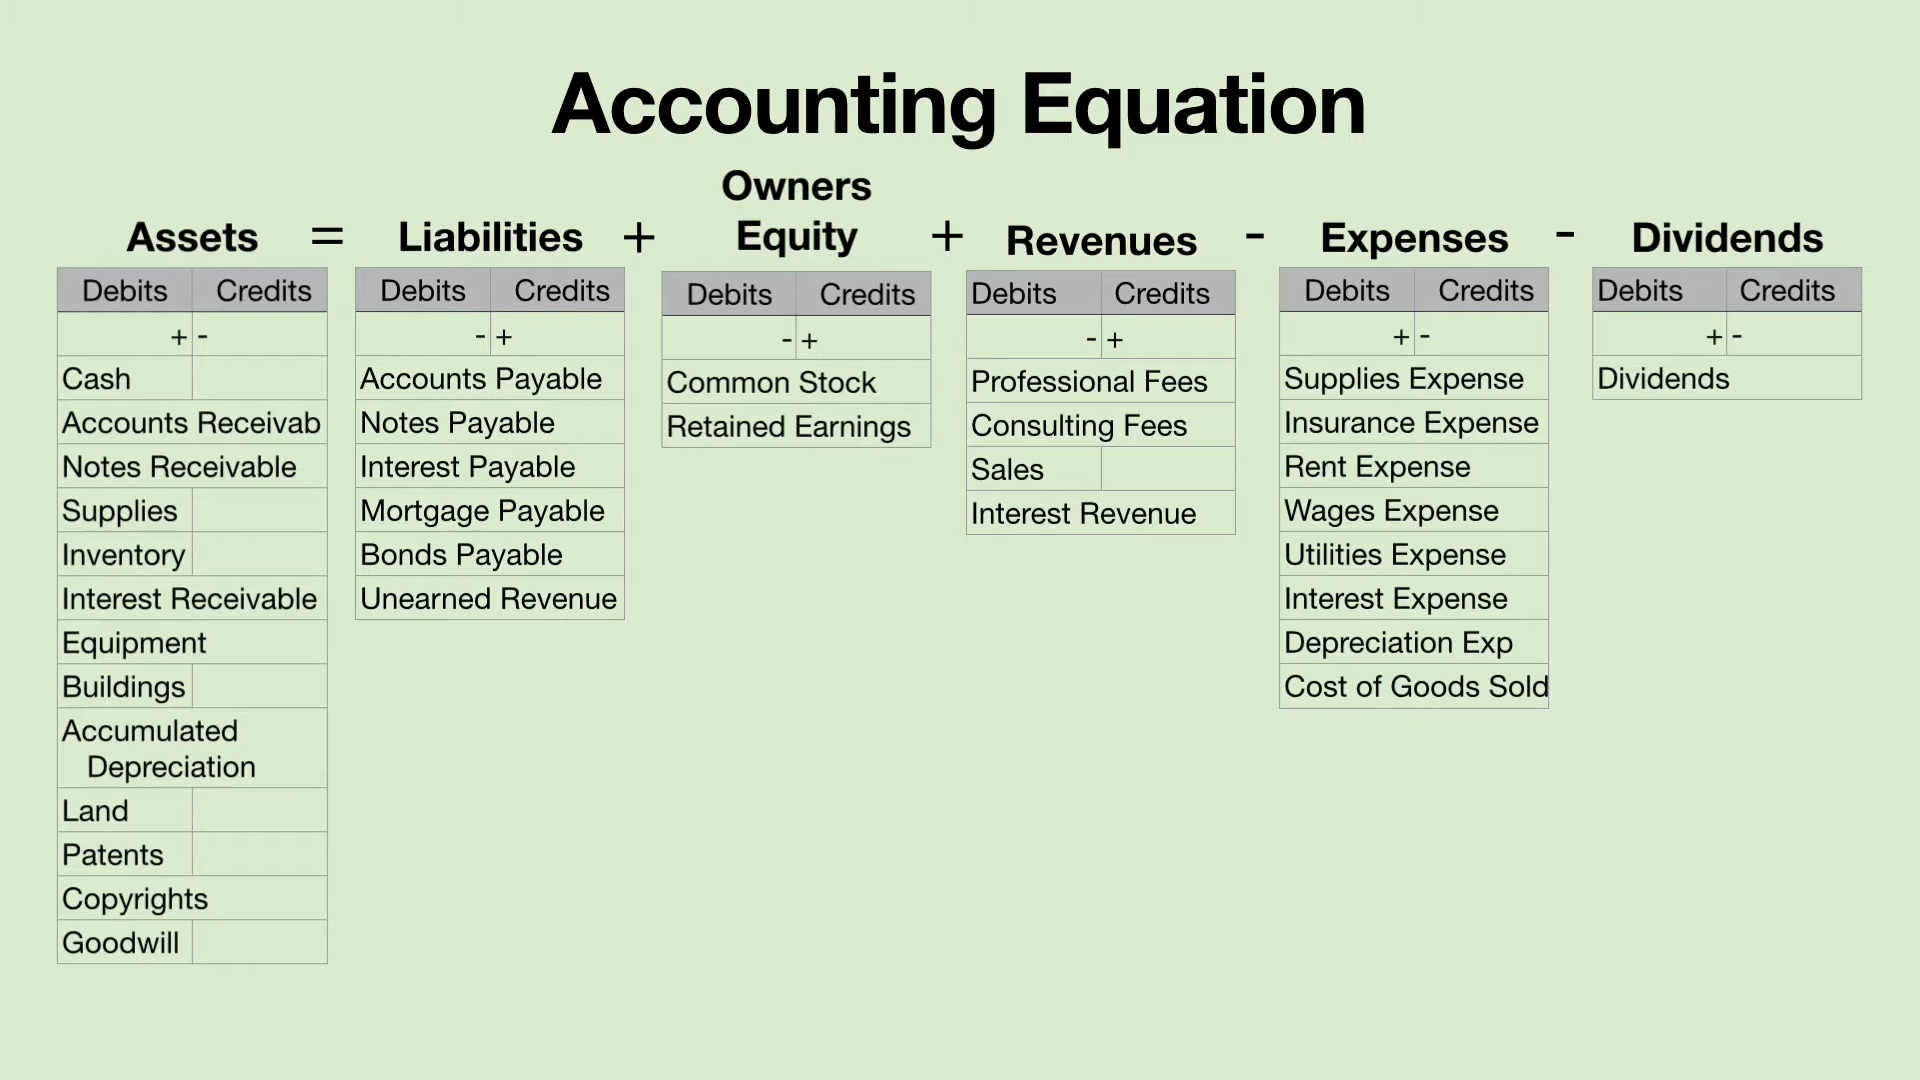 Accounting Equation
Assets = Liabilities + Owners Equity + Revenues - Expenses - Dividends
Debits Credits
+ -
Cash
Accounts Receivab
Notes Receivable
Supplies
Inventory
Interest Receivable
Equipment
Buildings
Accumulated
Depreciation
Land
Patents
Copyrights
Goodwill
Debits Credits
- +
Accounts Payable
Notes Payable
Interest Payable
Mortgage Payable
Bonds Payable
Unearned Revenue
Debits Credits
- +
Common Stock
Retained Earnings
Debits Credits
- +
Professional Fees
Consulting Fees
Sales
Interest Revenue
Debits Credits
+ -
Supplies Expense
Insurance Expense
Rent Expense
Wages Expense
Utilities Expense
Interest Expense
Depreciation Exp
Cost of Goods Sold
Debits Credits
+ -
Dividends